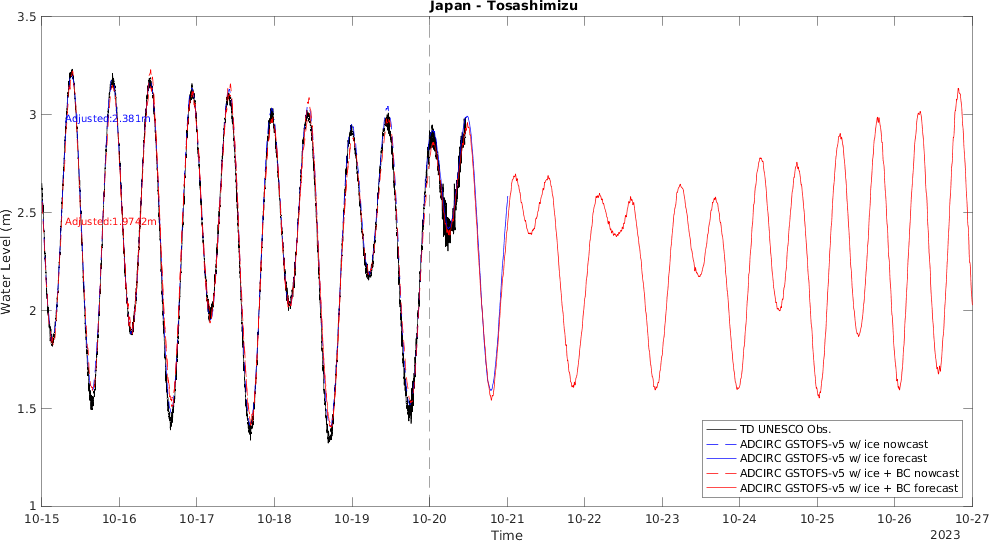 Japan - Tosashimizu
3.5
3
2.5
2
1.5
1
Water Level (m)
Adjusted:2.381m
Adjusted:1.9742m
TD UNESCO Obs.
ADCIRC GSTOFS-v5 w/ ice nowcast
ADCIRC GSTOFS-v5 w/ ice forecast
ADCIRC GSTOFS-v5 w/ ice + BC nowcast
ADCIRC GSTOFS-v5 w/ ice + BC forecast
10-15 10-16 10-17 10-18 10-19 10-20 10-21 10-22 10-23 10-24 10-25 10-26 10-27
Time
2023